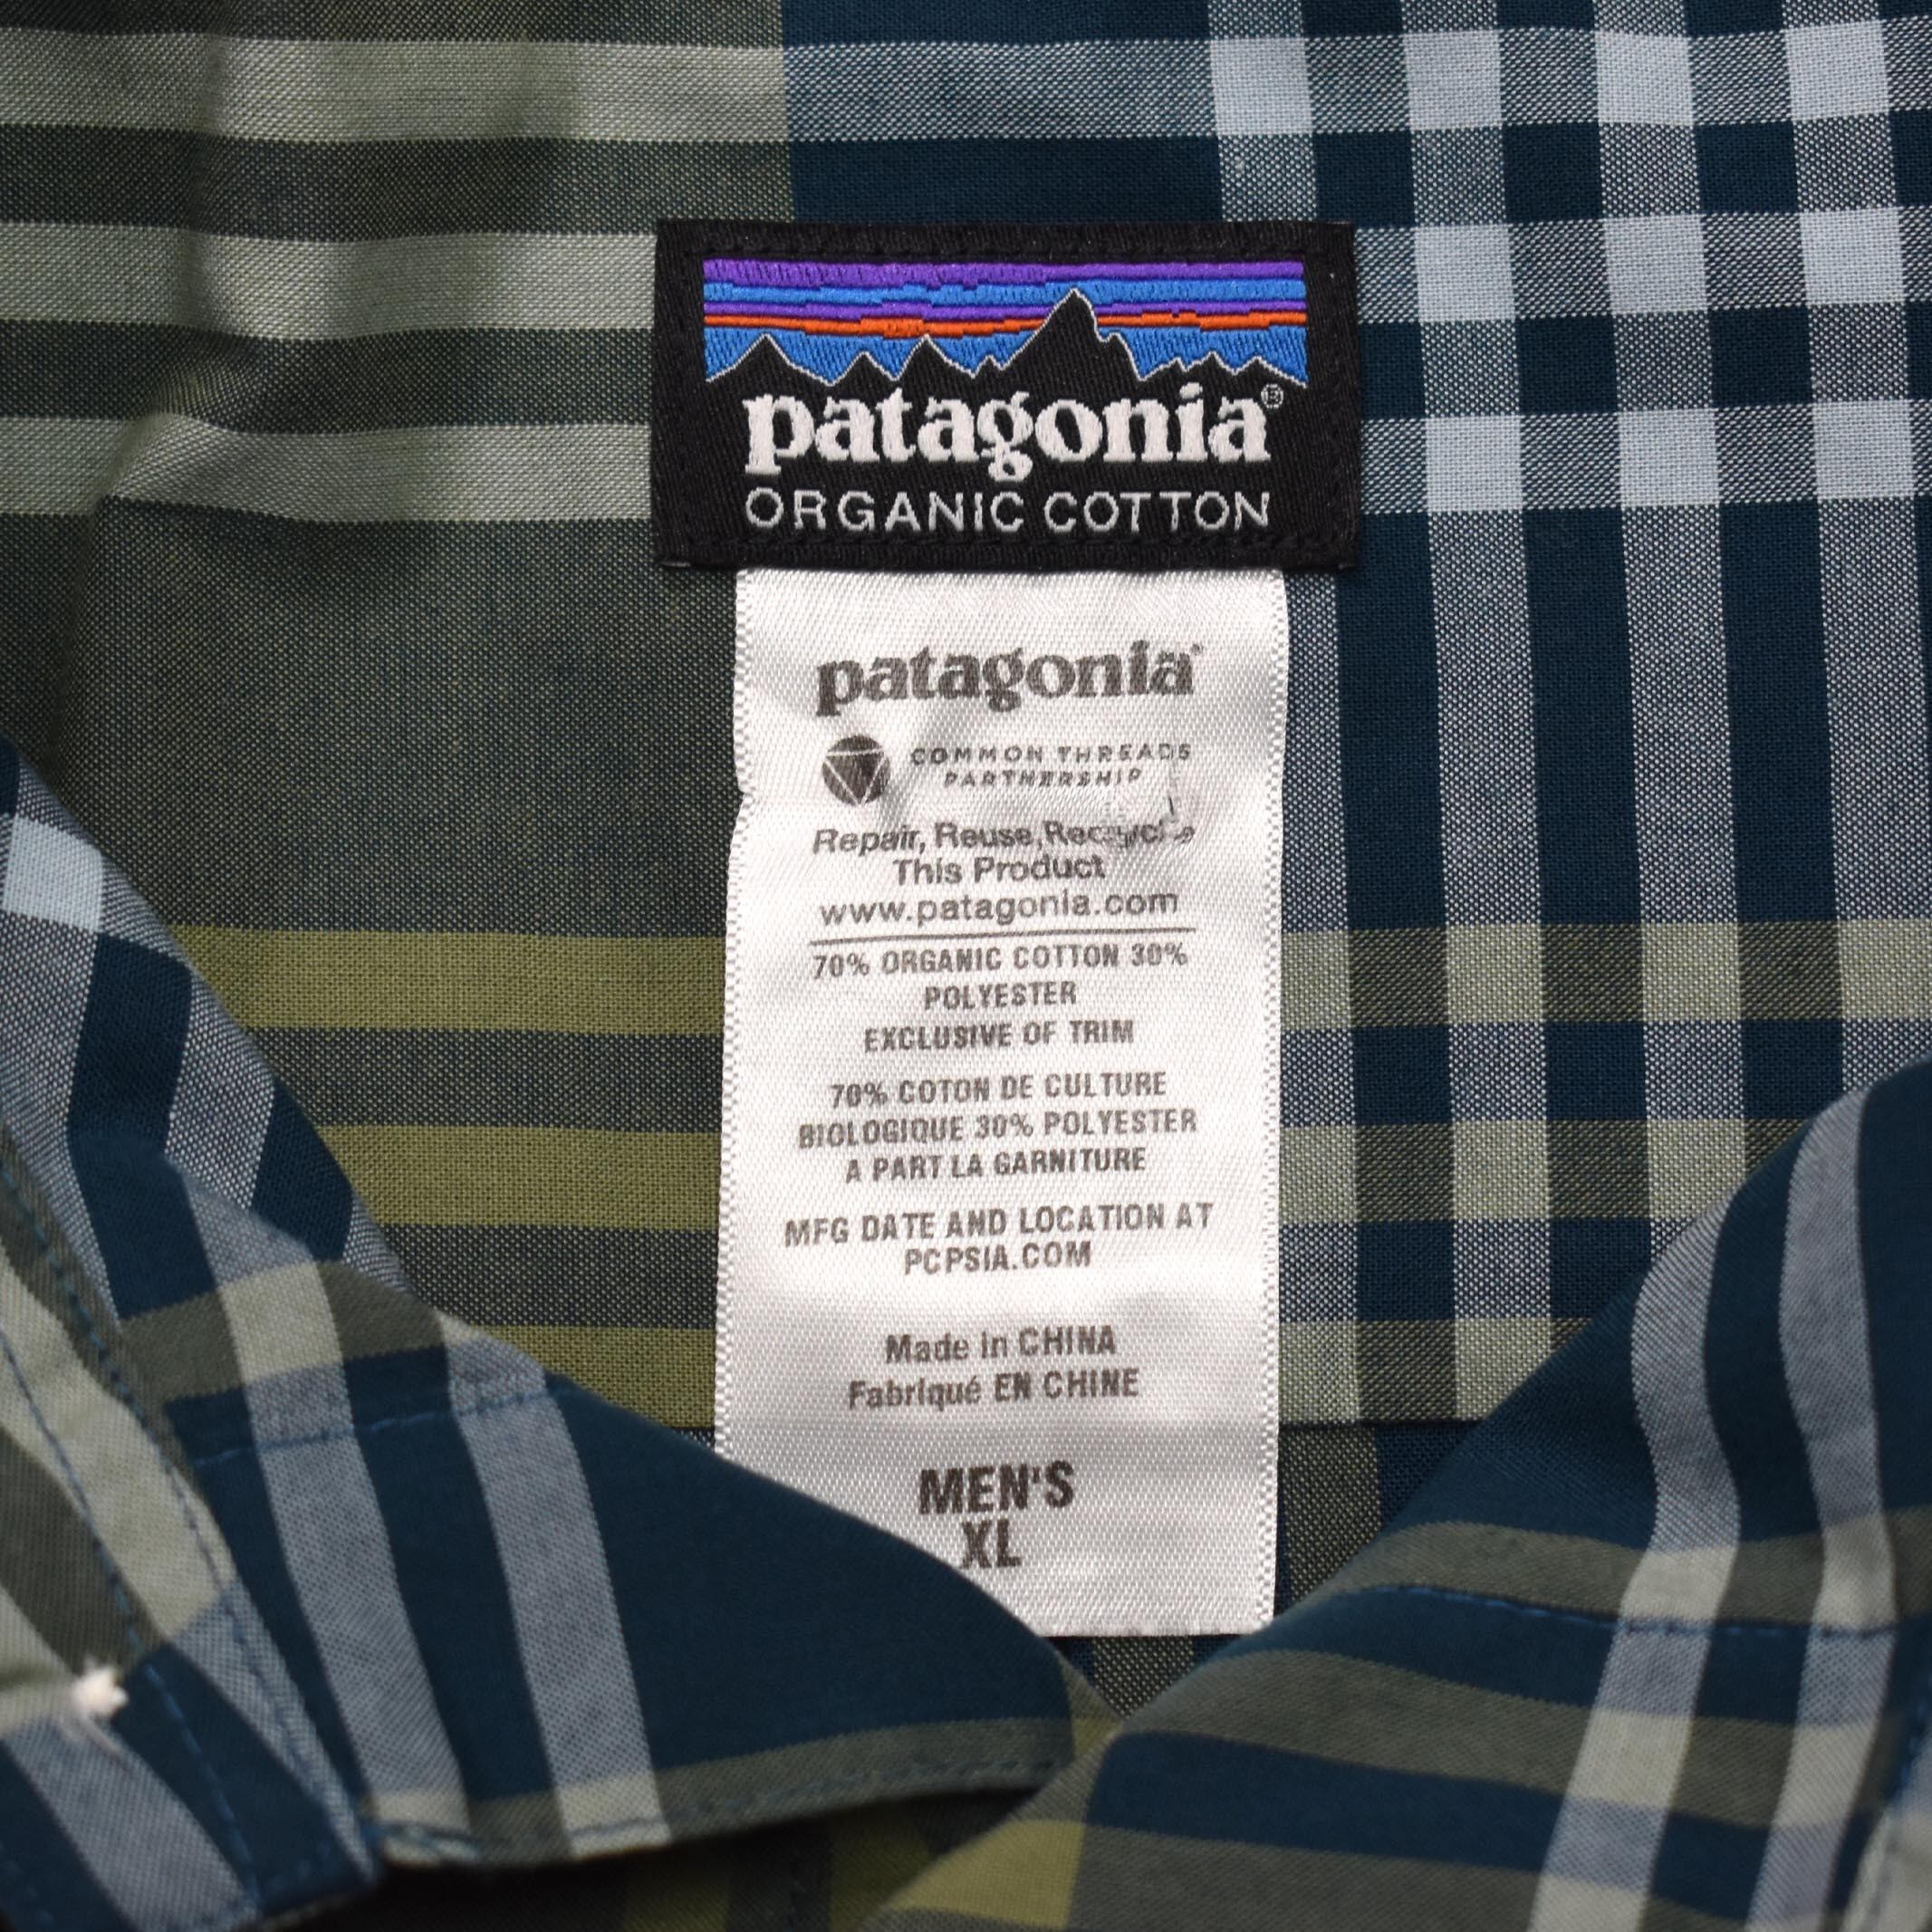 patagonia®
ORGANIC COTTON
patagonia®
COMMON THREADS
PARTNERSHIP
Repair, Reuse, Recycle
This Product
www.patagonia.com
70% ORGANIC COTTON 30%
POLYESTER
EXCLUSIVE OF TRIM
70% COTON DE CULTURE
BIOLOGIQUE 30% POLYESTER
A PART LA GARNITURE
MFG DATE AND LOCATION AT
PCPSIA.COM
Made in CHINA
Fabriqué EN CHINE
MEN'S
XL